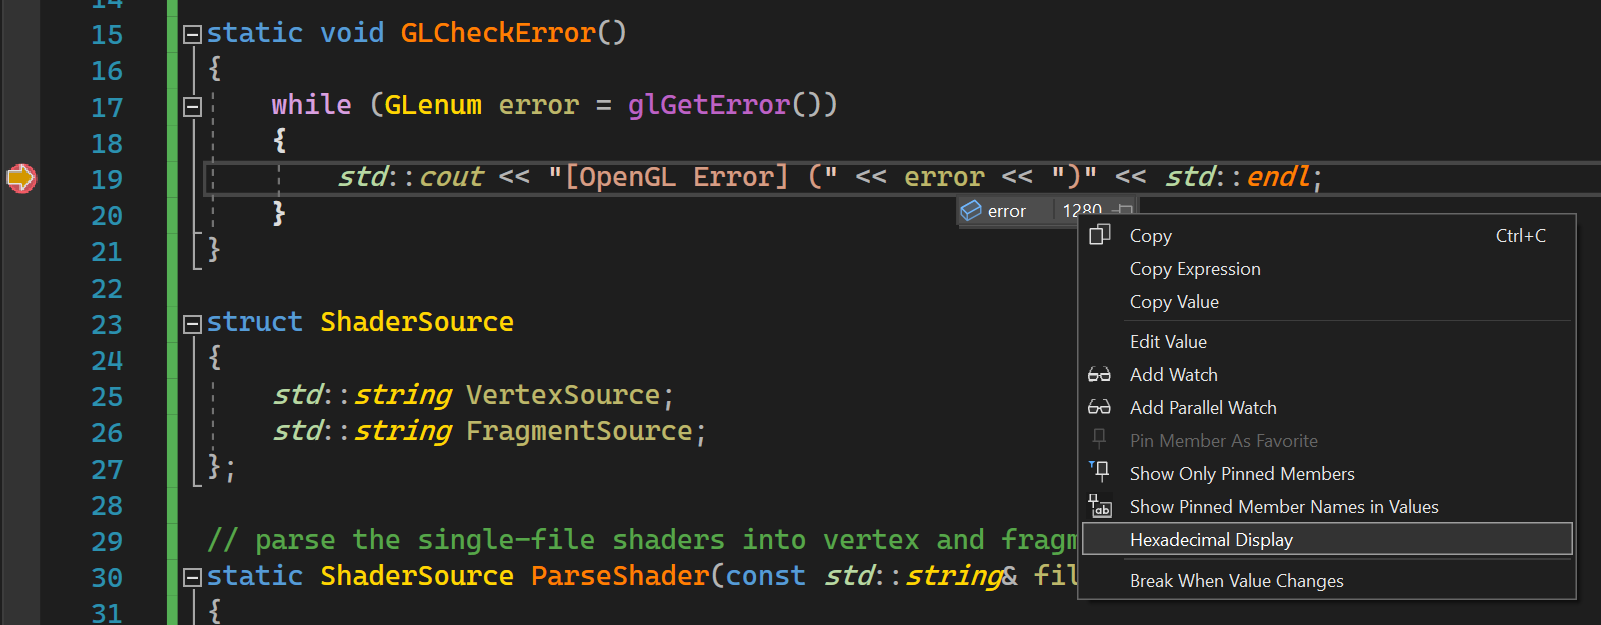 14
15 static void GLCheckError()
16 {
17 while (GLenum error = glGetError())
18 {
19 std::cout << "[OpenGL Error] (" << error << ")" << std::endl;
20 }
error 1280
21 }
22
23 struct ShaderSource
24 {
25 std::string VertexSource;
26 std::string FragmentSource;
27 };
28
29 // parse the single-file shaders into vertex and fragm
30 static ShaderSource ParseShader(const std::string& fil
31 {
Copy Ctrl+C
Copy Expression
Copy Value
Edit Value
Add Watch
Add Parallel Watch
Pin Member As Favorite
Show Only Pinned Members
Show Pinned Member Names in Values
Hexadecimal Display
Break When Value Changes